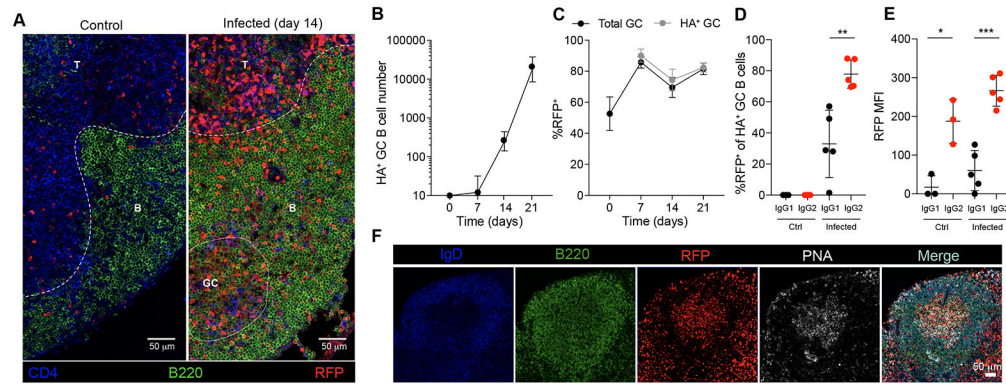 A
Control
Infected (day 14)
T
B
50 µm
T
B
GC
50 µm
CD4
B220
RFP
B
HA⁺ GC B cell number
100000
10000
1000
100
10
0
7
14
21
Time (days)
C
Total GC
HA⁺ GC
%RFP⁺
100
80
60
40
20
0
0
7
14
21
Time (days)
D
%RFP⁺ of HA⁺ GC B cells
**
100
80
60
40
20
0
IgG1 IgG2 IgG1 IgG2
Ctrl
Infected
E
RFP MFI
*
***
400
300
200
100
0
IgG1 IgG2 IgG1 IgG2
Ctrl
Infected
F
IgD
B220
RFP
PNA
Merge
50 µm